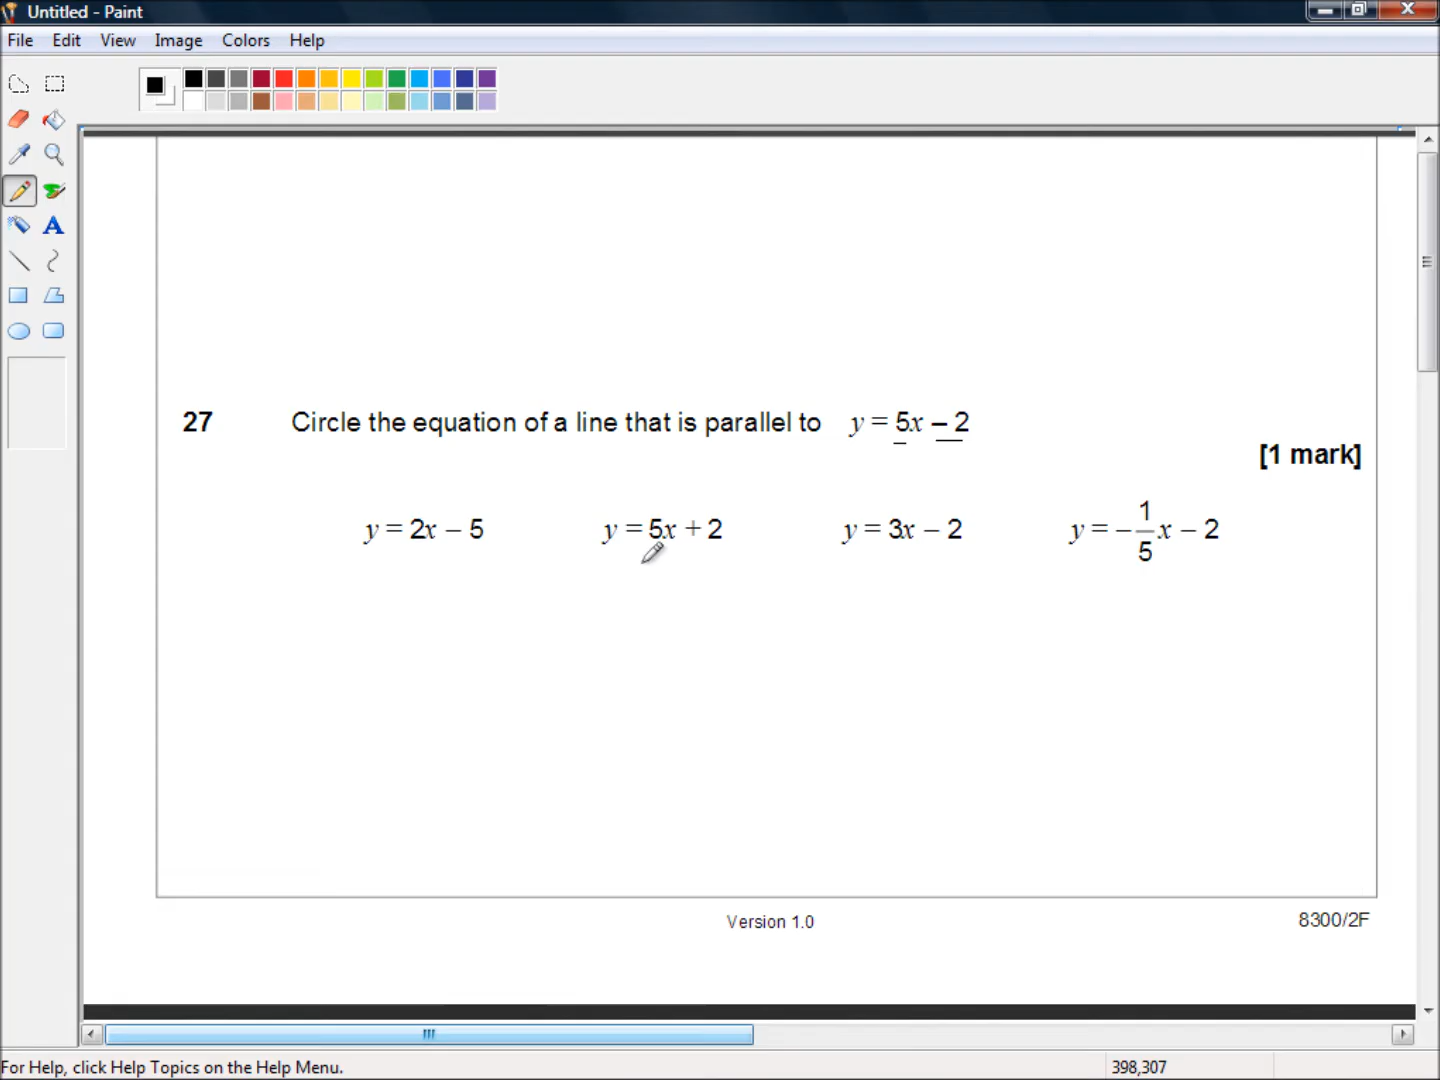 Untitled - Paint
File Edit View Image Colors Help
27 Circle the equation of a line that is parallel to y = 5x – 2
[1 mark]
y = 2x – 5 y = 5x + 2 y = 3x – 2 y = –1/5x – 2
Version 1.0 8300/2F
For Help, click Help Topics on the Help Menu. 398,307